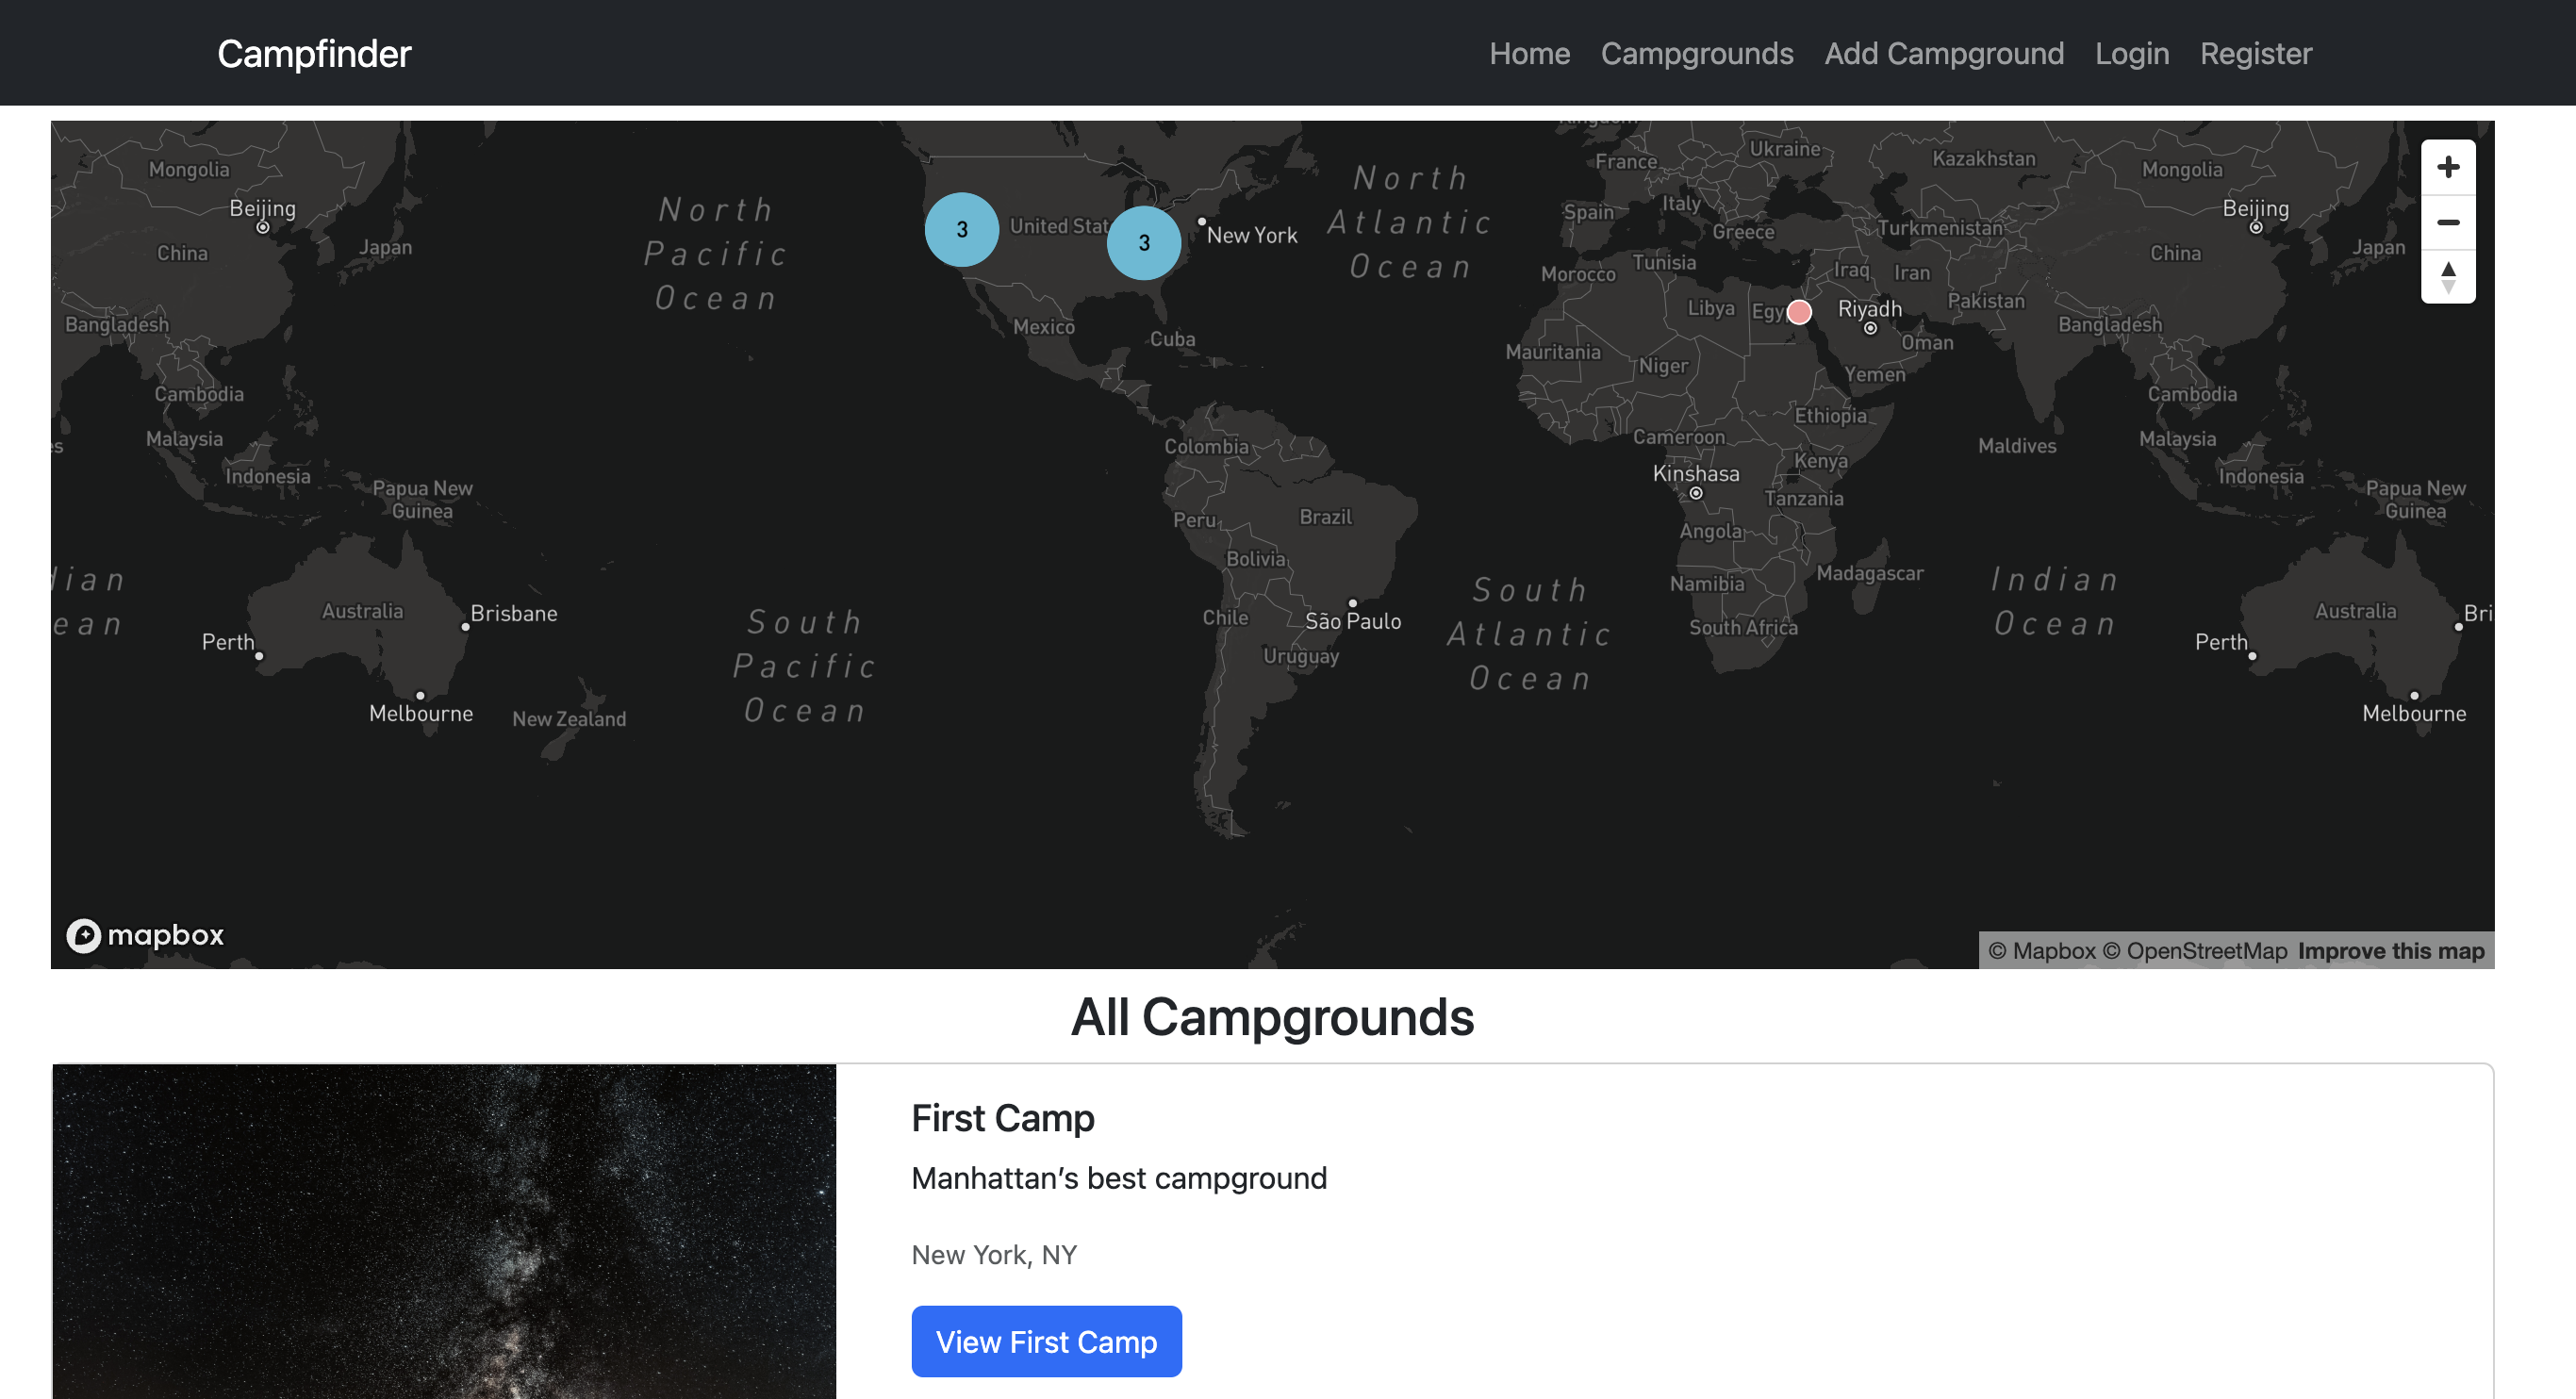 Campfinder
Home Campgrounds Add Campground Login Register
Mongolia
Beijing
China
Japan
Bangladesh
Cambodia
Malaysia
Indonesia
Papua New
Guinea
Australia
Brisbane
Perth
Melbourne
New Zealand
North
Pacific
Ocean
South
Pacific
Ocean
3
United Stat
3
New York
Mexico
Cuba
Colombia
Peru
Brazil
Bolivia
Chile
São Paulo
Uruguay
North
Atlantic
Ocean
South
Atlantic
Ocean
France
Ukraine
Kazakhstan
Spain
Italy
Greece
Turkmenistan
Morocco
Tunisia
Iraq
Iran
Libya
Egy
Riyadh
Pakistan
Oman
Mauritania
Niger
Yemen
Ethiopia
Cameroon
Kenya
Kinshasa
Tanzania
Angola
Namibia
Madagascar
South Africa
Maldives
Indian
Ocean
Mongolia
Beijing
China
Japan
Bangladesh
Cambodia
Malaysia
Indonesia
Papua New
Guinea
Australia
Bri
Perth
Melbourne
dian
ean
es
mapbox
© Mapbox © OpenStreetMap Improve this map
All Campgrounds
First Camp
Manhattan’s best campground
New York, NY
View First Camp